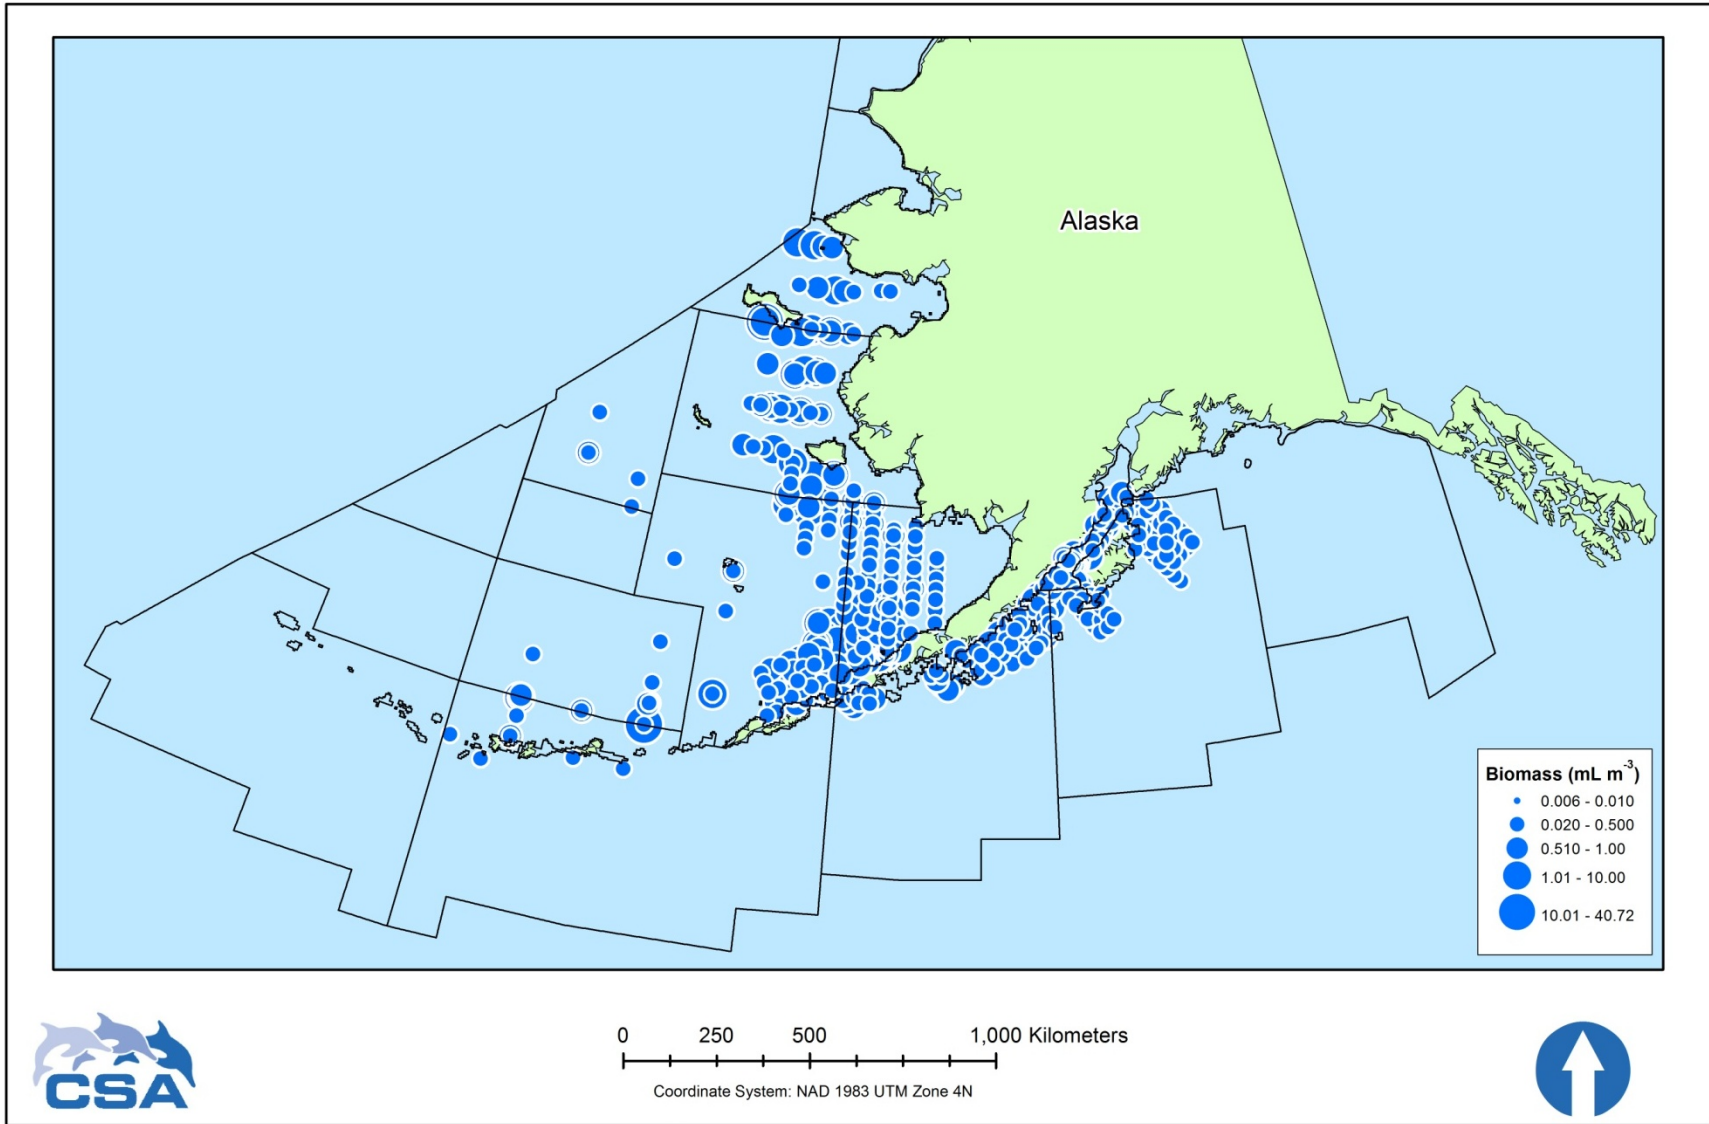 Alaska
Biomass (mL m⁻³)
0.006 - 0.010
0.020 - 0.500
0.510 - 1.00
1.01 - 10.00
10.01 - 40.72
CSA
0 250 500 1,000 Kilometers
Coordinate System: NAD 1983 UTM Zone 4N